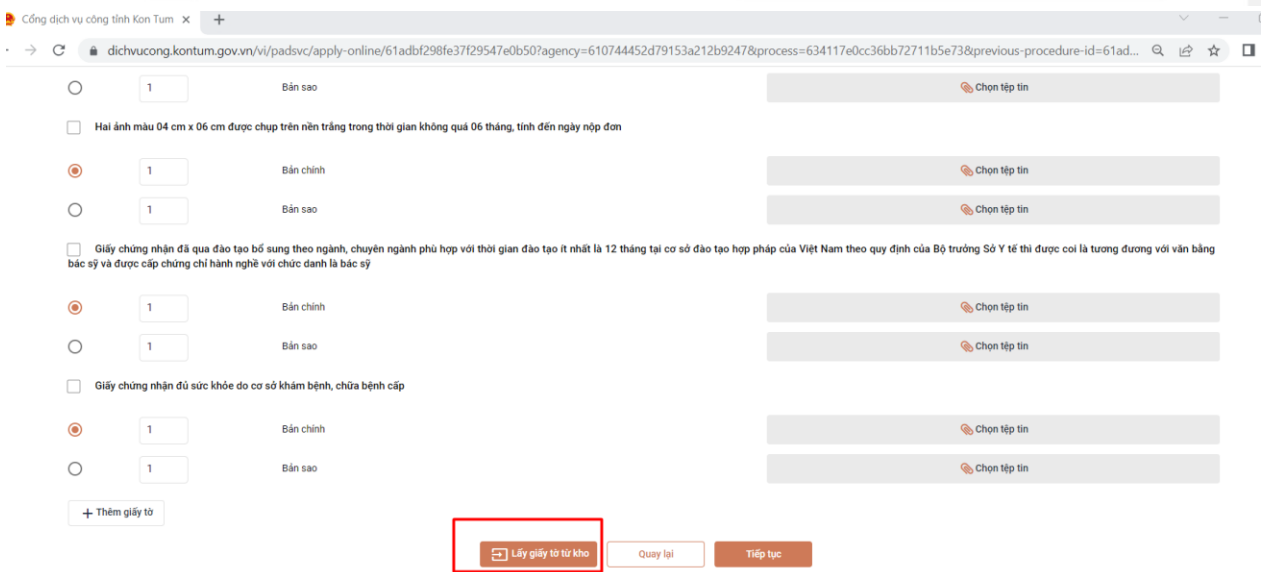 Cổng dịch vụ công tỉnh Kon Tum
dichvucong.kontum.gov.vn/vi/padsvc/apply-online/61adbf298fe37f29547e0b50?agency=610744452d79153a212b9247&process=634117e0cc36bb72711b5e73&previous-procedure-id=61ad...
1 Bản sao Chọn tệp tin
Hai ảnh màu 04 cm x 06 cm được chụp trên nền trắng trong thời gian không quá 06 tháng, tính đến ngày nộp đơn
1 Bản chính Chọn tệp tin
1 Bản sao Chọn tệp tin
Giấy chứng nhận đã qua đào tạo bổ sung theo ngành, chuyên ngành phù hợp với thời gian đào tạo ít nhất là 12 tháng tại cơ sở đào tạo hợp pháp của Việt Nam theo quy định của Bộ trưởng Sở Y tế thì được coi là tương đương với văn bằng
bác sỹ và được cấp chứng chỉ hành nghề với chức danh là bác sỹ
1 Bản chính Chọn tệp tin
1 Bản sao Chọn tệp tin
Giấy chứng nhận đủ sức khỏe do cơ sở khám bệnh, chữa bệnh cấp
1 Bản chính Chọn tệp tin
1 Bản sao Chọn tệp tin
+ Thêm giấy tờ
Lấy giấy tờ từ kho Quay lại Tiếp tục